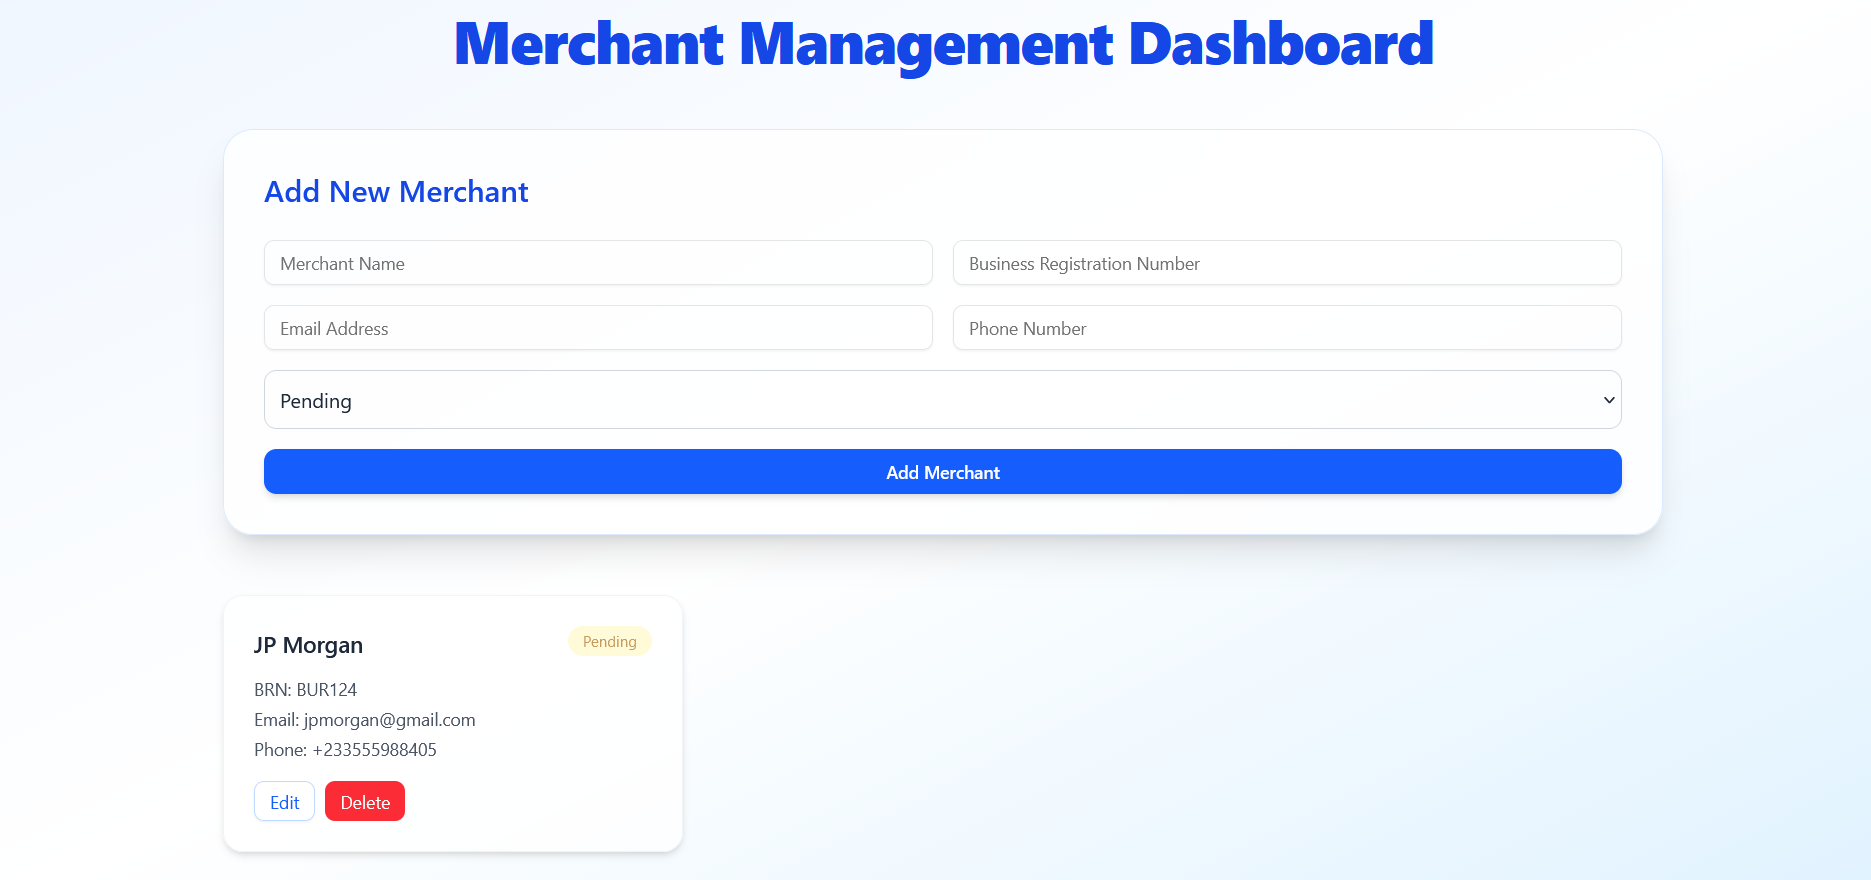 Merchant Management Dashboard
Add New Merchant
Merchant Name
Business Registration Number
Email Address
Phone Number
Pending
Add Merchant
JP Morgan
Pending
BRN: BUR124
Email: jpmorgan@gmail.com
Phone: +233555988405
Edit
Delete